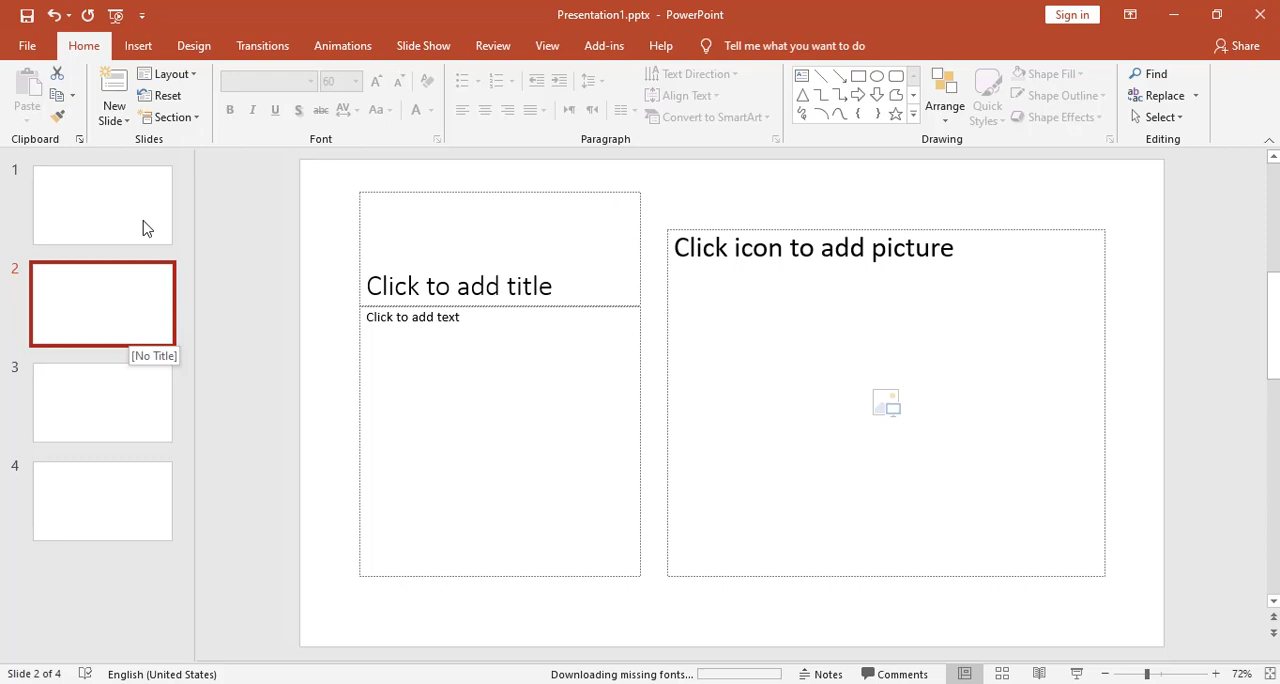 Presentation1.pptx - PowerPoint
Sign in
File Home Insert Design Transitions Animations Slide Show Review View Add-ins Help Tell me what you want to do Share
Paste
New Slide
Layout
Reset
Section
60
B I U S abc AV Aa A
Text Direction
Align Text
Convert to SmartArt
Arrange
Quick Styles
Shape Fill
Shape Outline
Shape Effects
Find
Replace
Select
Clipboard Slides Font Paragraph Drawing Editing
1
2
[No Title]
3
4
Click to add title
Click to add text
Click icon to add picture
Slide 2 of 4 English (United States) Downloading missing fonts... Notes Comments 72%